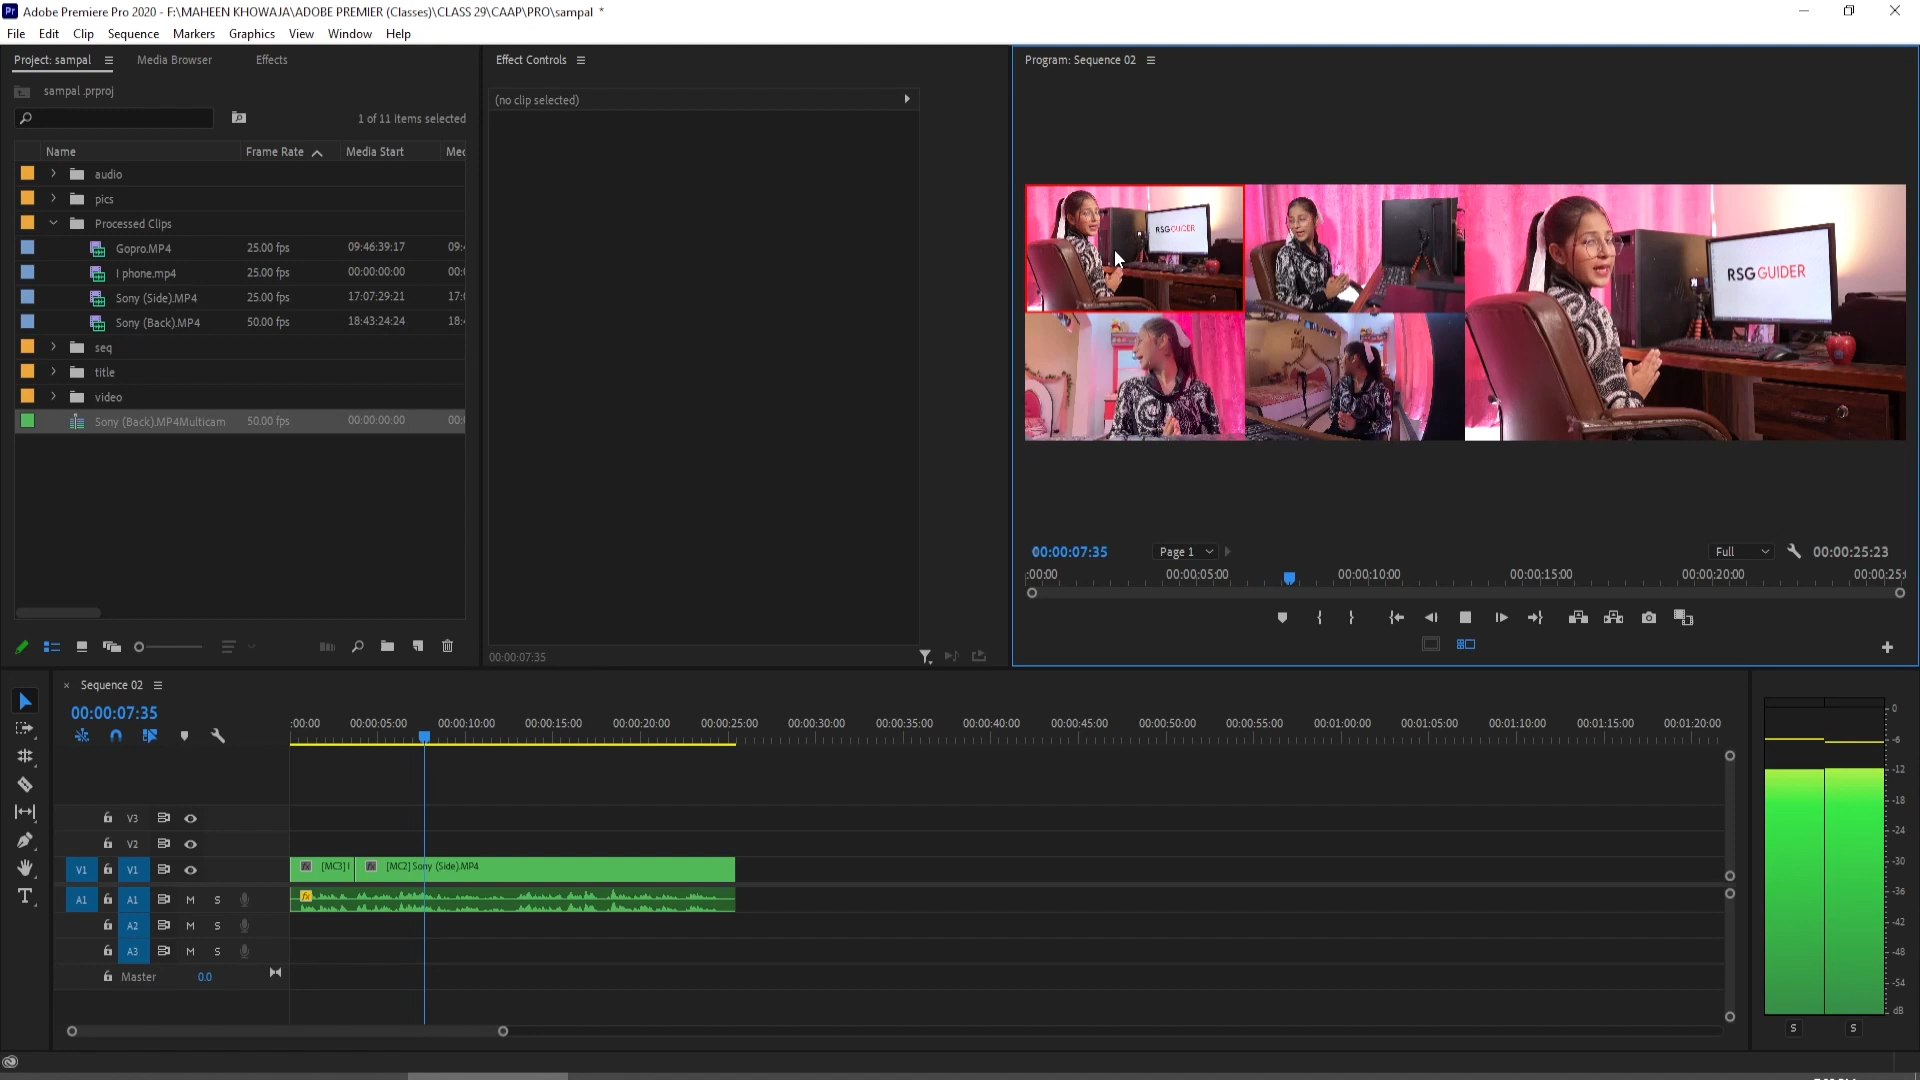 Adobe Premiere Pro 2020 - F:\MAHEEN KHOWAJA\ADOBE PREMIER (Classes)\CLASS 29\CAAP\PRO\sampal *
File Edit Clip Sequence Markers Graphics View Window Help
Project: sampal Media Browser Effects
sampal .prproj
1 of 11 items selected
Name Frame Rate Media Start Med
audio
pics
Processed Clips
Gopro.MP4 25.00 fps 09:46:39:17 09:4
I phone.mp4 25.00 fps 00:00:00:00 00:0
Sony (Side).MP4 25.00 fps 17:07:29:21 17:0
Sony (Back).MP4 50.00 fps 18:43:24:24 18:4
seq
title
video
Sony (Back).MP4Multicam 50.00 fps 00:00:00:00 00:0
Effect Controls
(no clip selected)
00:00:07:35
Program: Sequence 02
RSGGUIDER
RSGGUIDER
00:00:07:35 Page 1 Full 00:00:25:23
:00:00 00:00:05:00 00:00:10:00 00:00:15:00 00:00:20:00 00:00:25:
Sequence 02
00:00:07:35
:00:00 00:00:05:00 00:00:10:00 00:00:15:00 00:00:20:00 00:00:25:00 00:00:30:00 00:00:35:00 00:00:40:00 00:00:45:00 00:00:50:00 00:00:55:00 00:01:00:00 00:01:05:00 00:01:10:00 00:01:15:00 00:01:20:00
V3
V2
V1 V1 fx [MC3] I fx [MC2] Sony (Side).MP4
A1 A1 M S fx
A2 M S
A3 M S
Master 0.0
0
-6
-12
-18
-24
-30
-36
-42
-48
-54
dB
S S